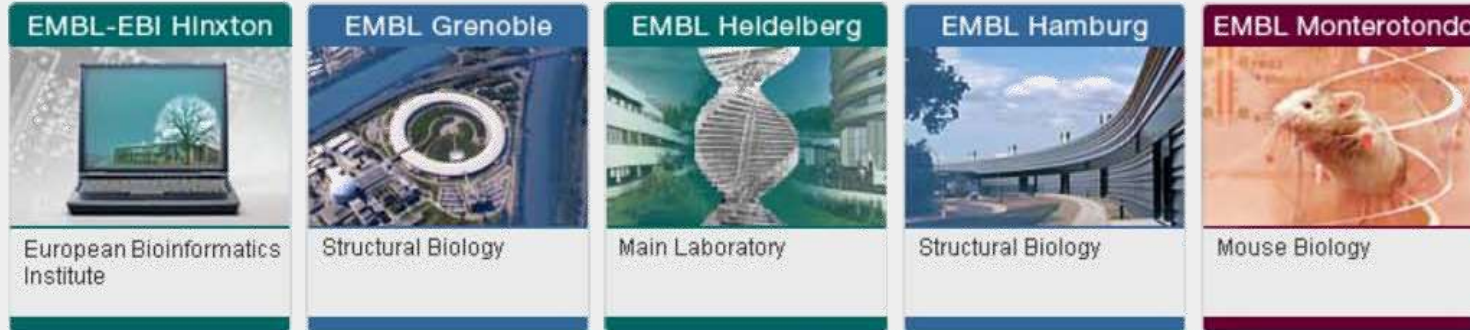 EMBL-EBI Hinxton
EMBL Grenoble
EMBL Heidelberg
EMBL Hamburg
EMBL Monterotondo
European Bioinformatics
Institute
Structural Biology
Main Laboratory
Structural Biology
Mouse Biology